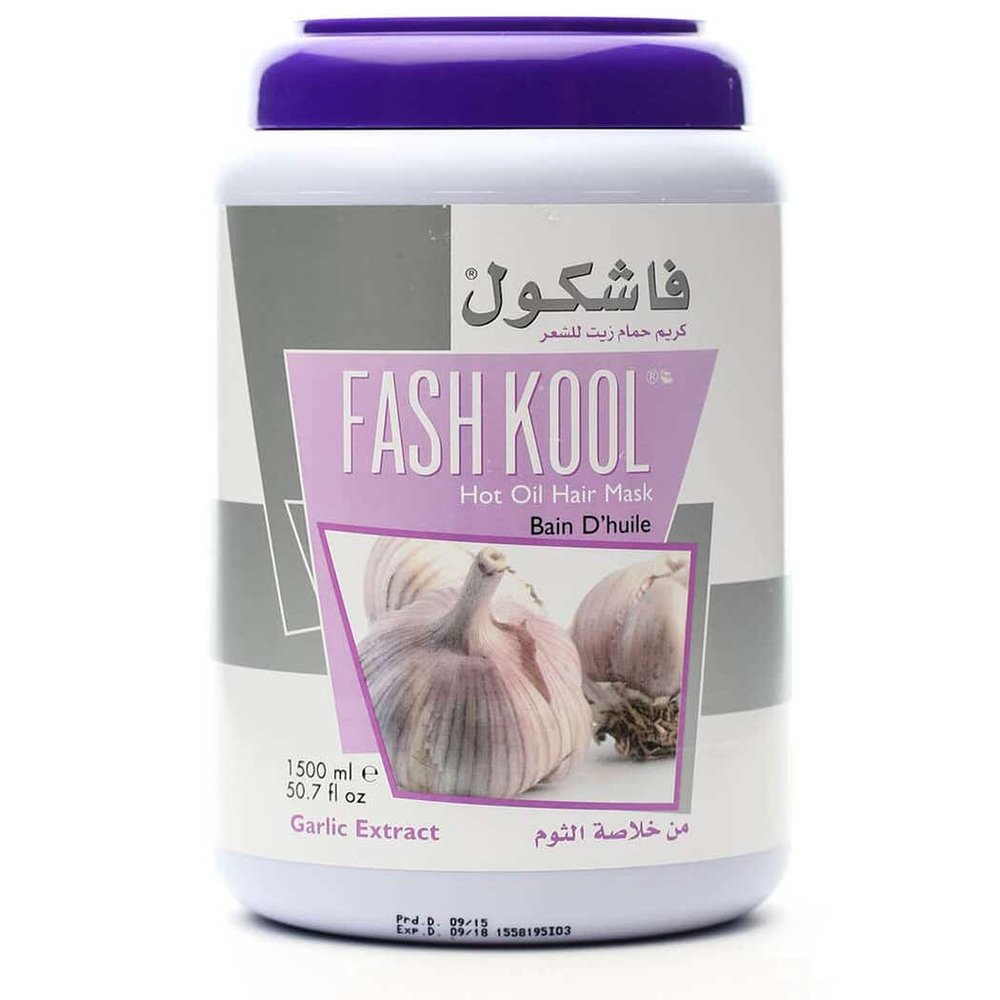 فاشكول®
كريم حمام زيت للشعر
FASH KOOL®
Hot Oil Hair Mask
Bain D'huile
1500 ml e
50.7 fl oz
Garlic Extract
من خلاصة الثوم
Prd.D. 09/15
Exp.D. 09/18 1558195I03